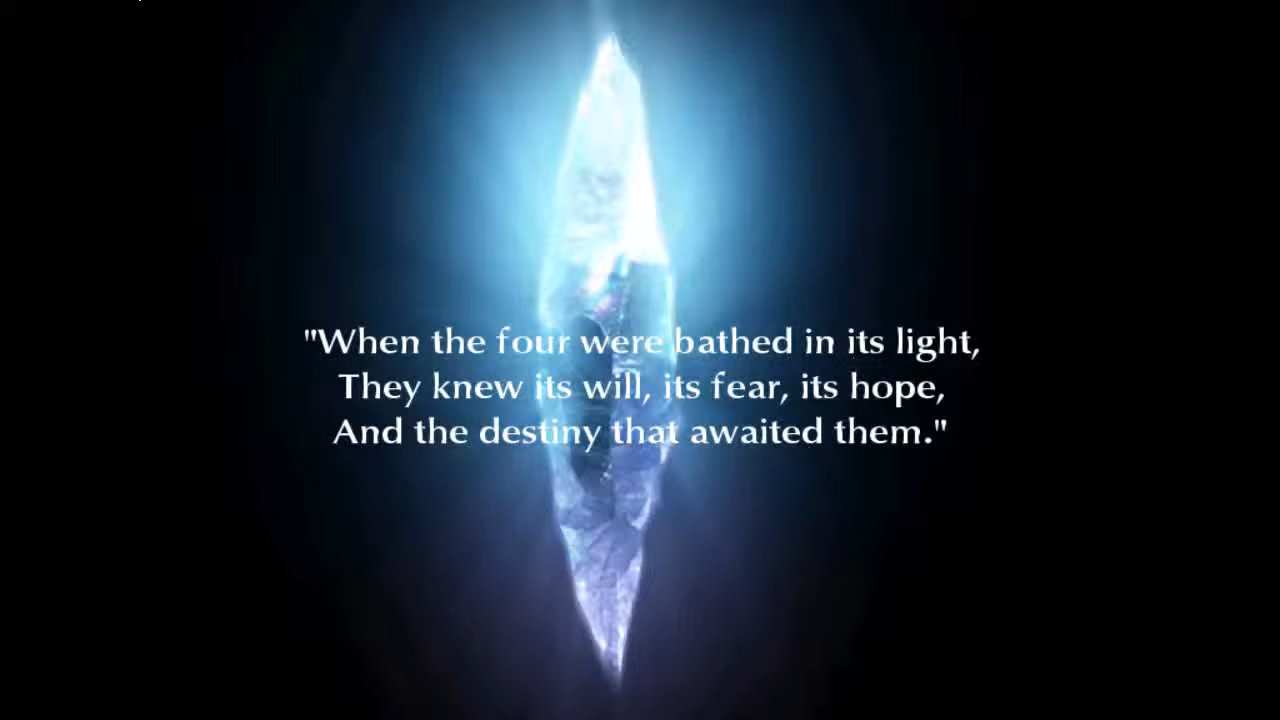 "When the four were bathed in its light,
They knew its will, its fear, its hope,
And the destiny that awaited them."